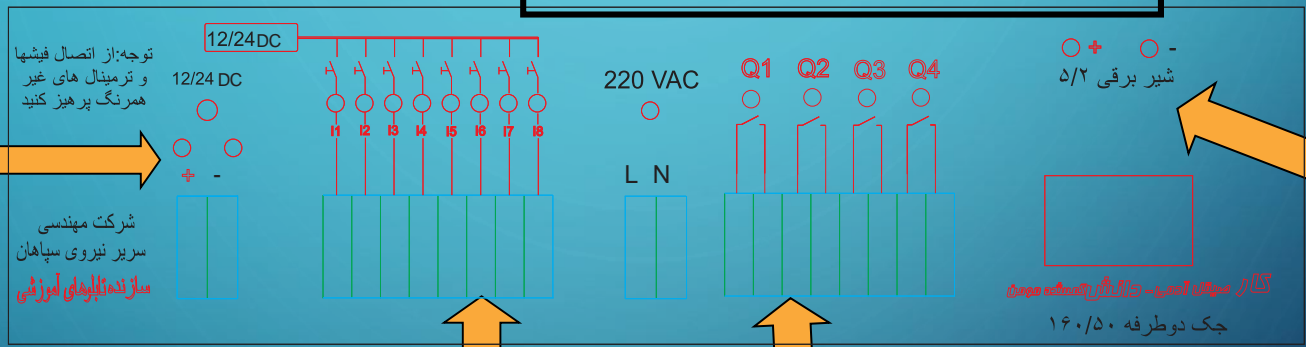 توجه:از اتصال فیشها
و ترمینال های غیر
همرنگ پرهیز کنید
12/24 DC
12/24 DC
+ -
شرکت مهندسی
سریر نیروی سپاهان
سازنده تابلوهای آموزشی
I1 I2 I3 I4 I5 I6 I7 I8
220 VAC
L N
Q1 Q2 Q3 Q4
+ -
شیر برقی ۵/۲
جک دوطرفه ۱۶۰/۵۰